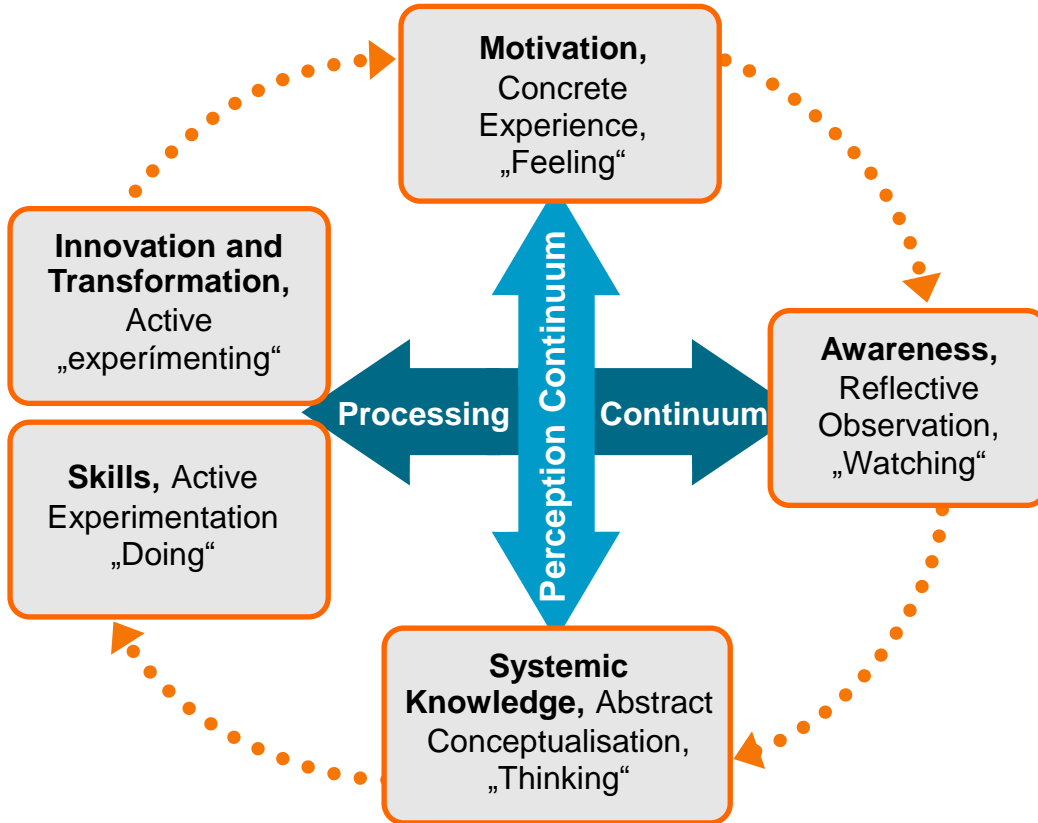 Motivation,
Concrete
Experience,
„Feeling“
Innovation and
Transformation,
Active
„experímenting“
Awareness,
Reflective
Observation,
„Watching“
Processing
Continuum
Perception Continuum
Skills, Active
Experimentation
„Doing“
Systemic
Knowledge, Abstract
Conceptualisation,
„Thinking“